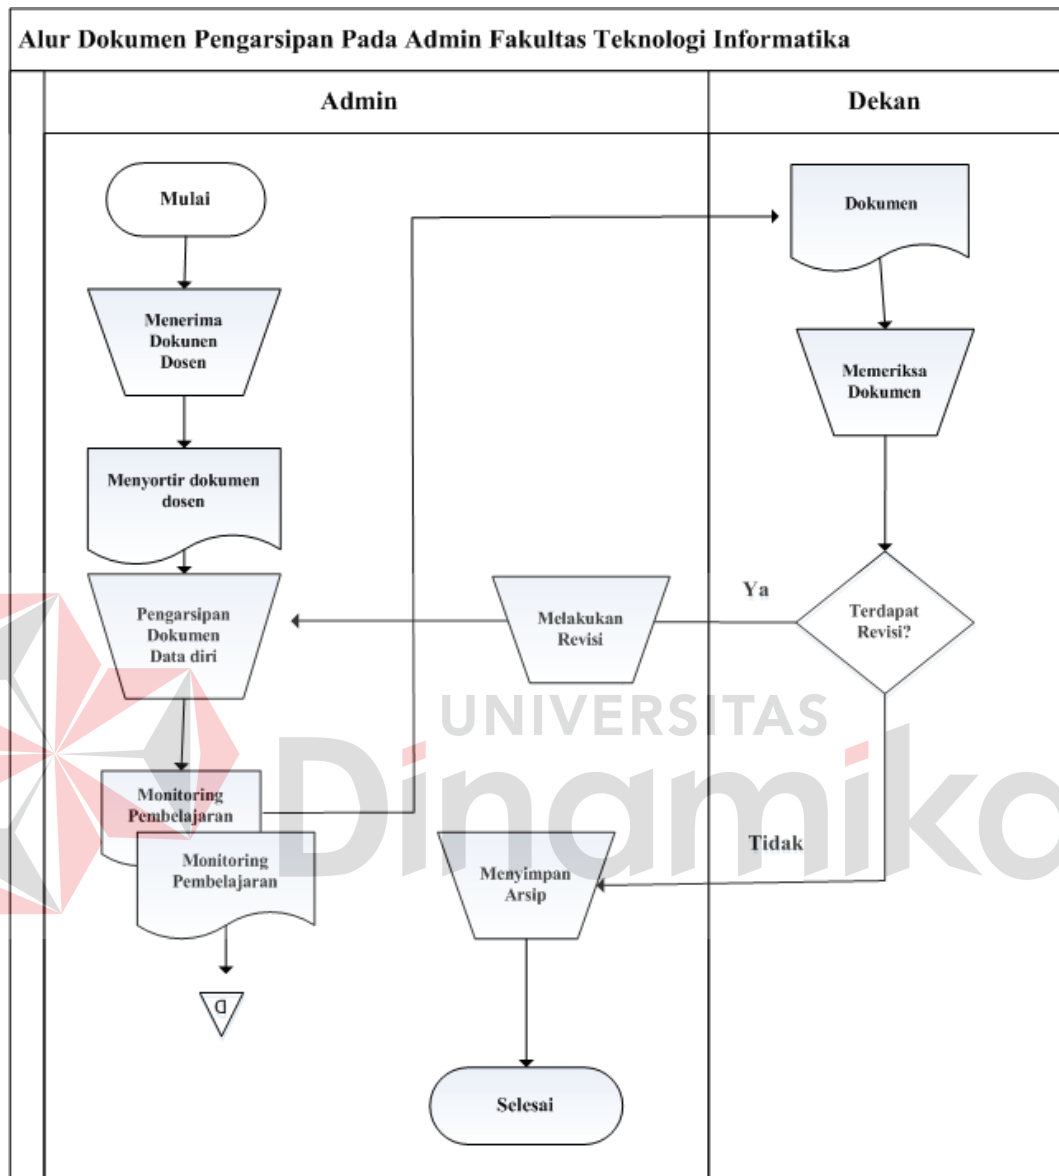 Alur Dokumen Pengarsipan Pada Admin Fakultas Teknologi Informatika
Admin
Dekan
Mulai
Menerima
Dokunen
Dosen
Menyortir dokumen
dosen
Pengarsipan
Dokumen
Data diri
Monitoring
Pembelajaran
Monitoring
Pembelajaran
D
Dokumen
Memeriksa
Dokumen
Terdapat
Revisi?
Ya
Melakukan
Revisi
Tidak
Menyimpan
Arsip
Selesai
UNIVERSITAS
Dinamika